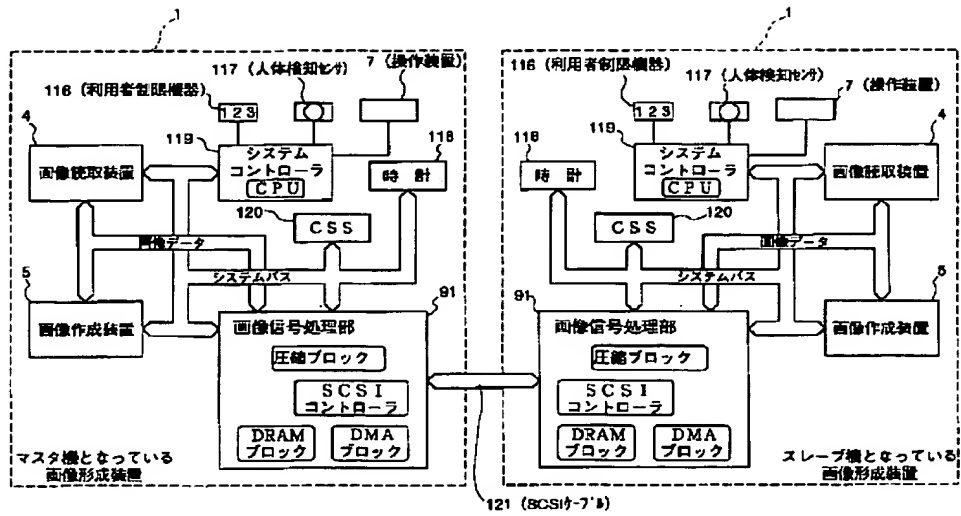 1
116 (利用者制限機器)
117 (人体検知センサ)
7 (操作装置)
4
123
119
118
画像読取装置
システム
コントローラ
CPU
時計
120
CSS
画像データ
システムバス
5
91
画像作成装置
画像信号処理部
圧縮ブロック
SCSI
コントローラ
DRAM
ブロック
DMA
ブロック
マスタ機となっている
画像形成装置
1
116 (利用者制限機器)
117 (人体検知センサ)
7 (操作装置)
123
4
118
119
システム
コントローラ
CPU
時計
画像読取装置
120
CSS
画像データ
システムバス
91
5
画像信号処理部
画像作成装置
圧縮ブロック
SCSI
コントローラ
DRAM
ブロック
DMA
ブロック
スレーブ機となっている
画像形成装置
121 (SCSIケーブル)